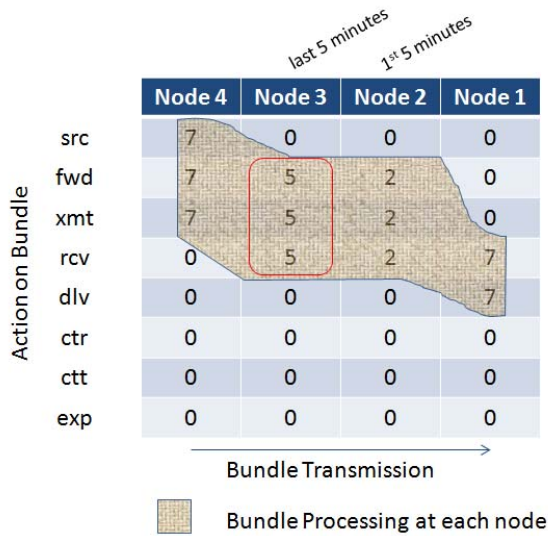 last 5 minutes
1st 5 minutes
Node 4 Node 3 Node 2 Node 1
src 7 0 0 0
fwd 7 5 2 0
xmt 7 5 2 0
rcv 0 5 2 7
dlv 0 0 0 7
ctr 0 0 0 0
ctt 0 0 0 0
exp 0 0 0 0
Action on Bundle
Bundle Transmission
Bundle Processing at each node